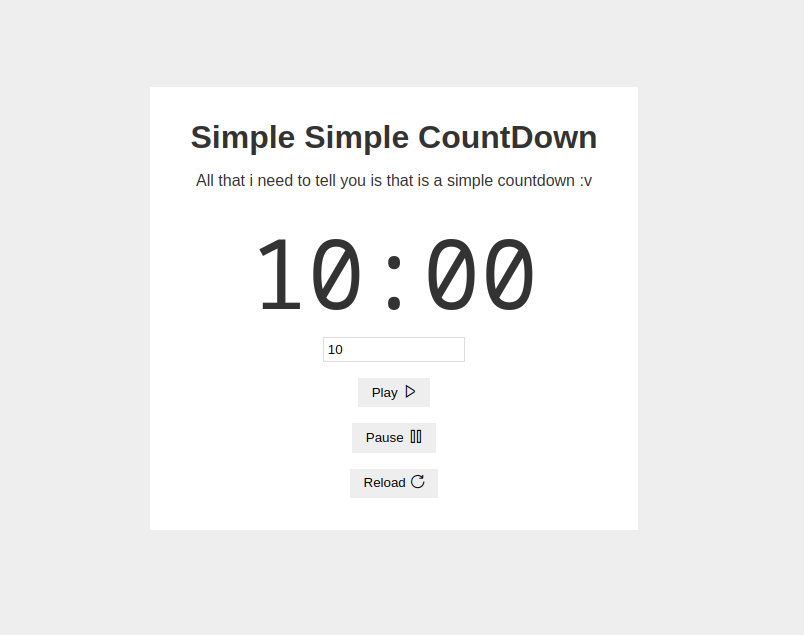 Simple Simple CountDown
All that i need to tell you is that is a simple countdown :v
10:00
10
Play
Pause
Reload